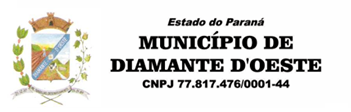 Estado do Paraná
MUNICÍPIO DE
DIAMANTE D'OESTE
CNPJ 77.817.476/0001-44